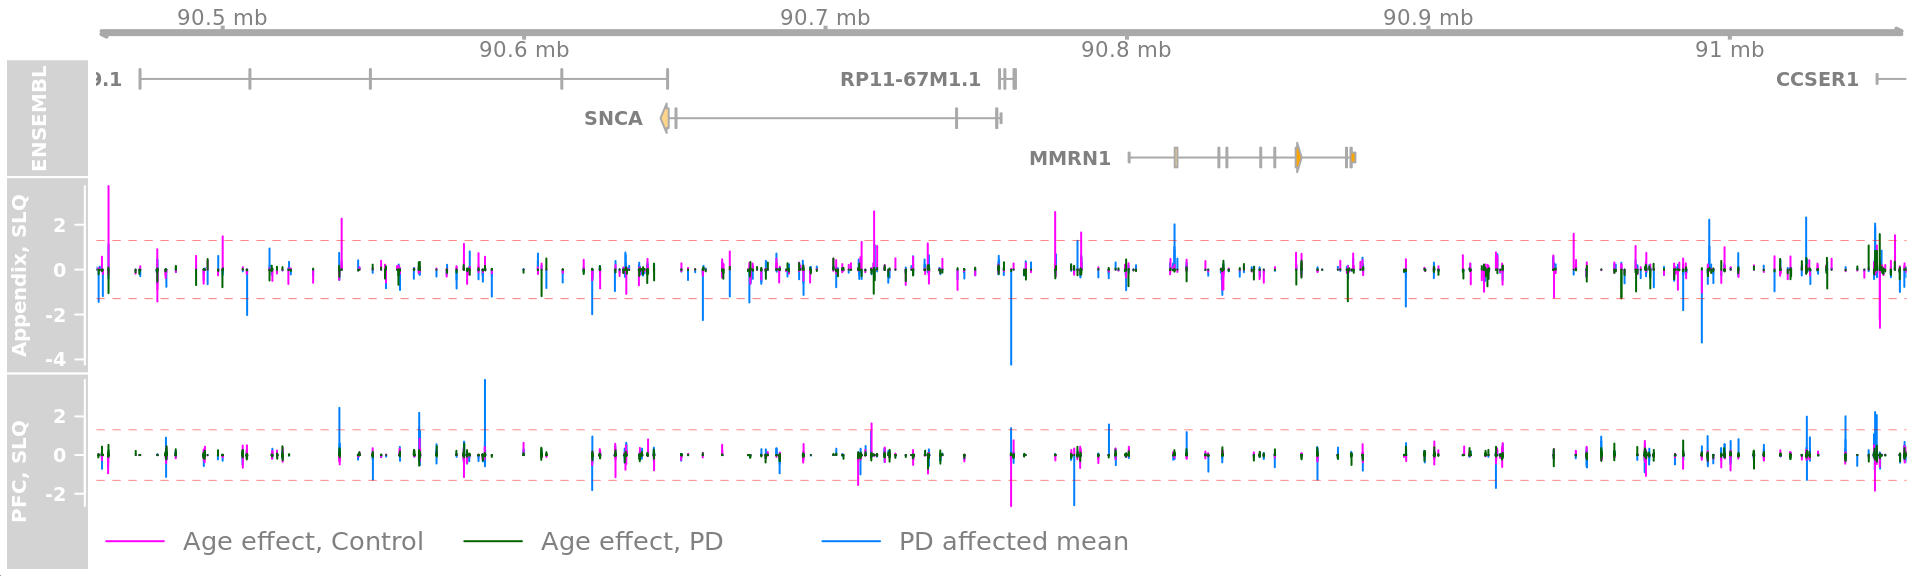 90.5 mb 90.7 mb 90.9 mb
90.6 mb 90.8 mb 91 mb
ENSEMBL
9.1 RP11-67M1.1 CCSER1
SNCA
MMRN1
Appendix, SLQ
2
0
-2
-4
PFC, SLQ
2
0
-2
Age effect, Control Age effect, PD PD affected mean